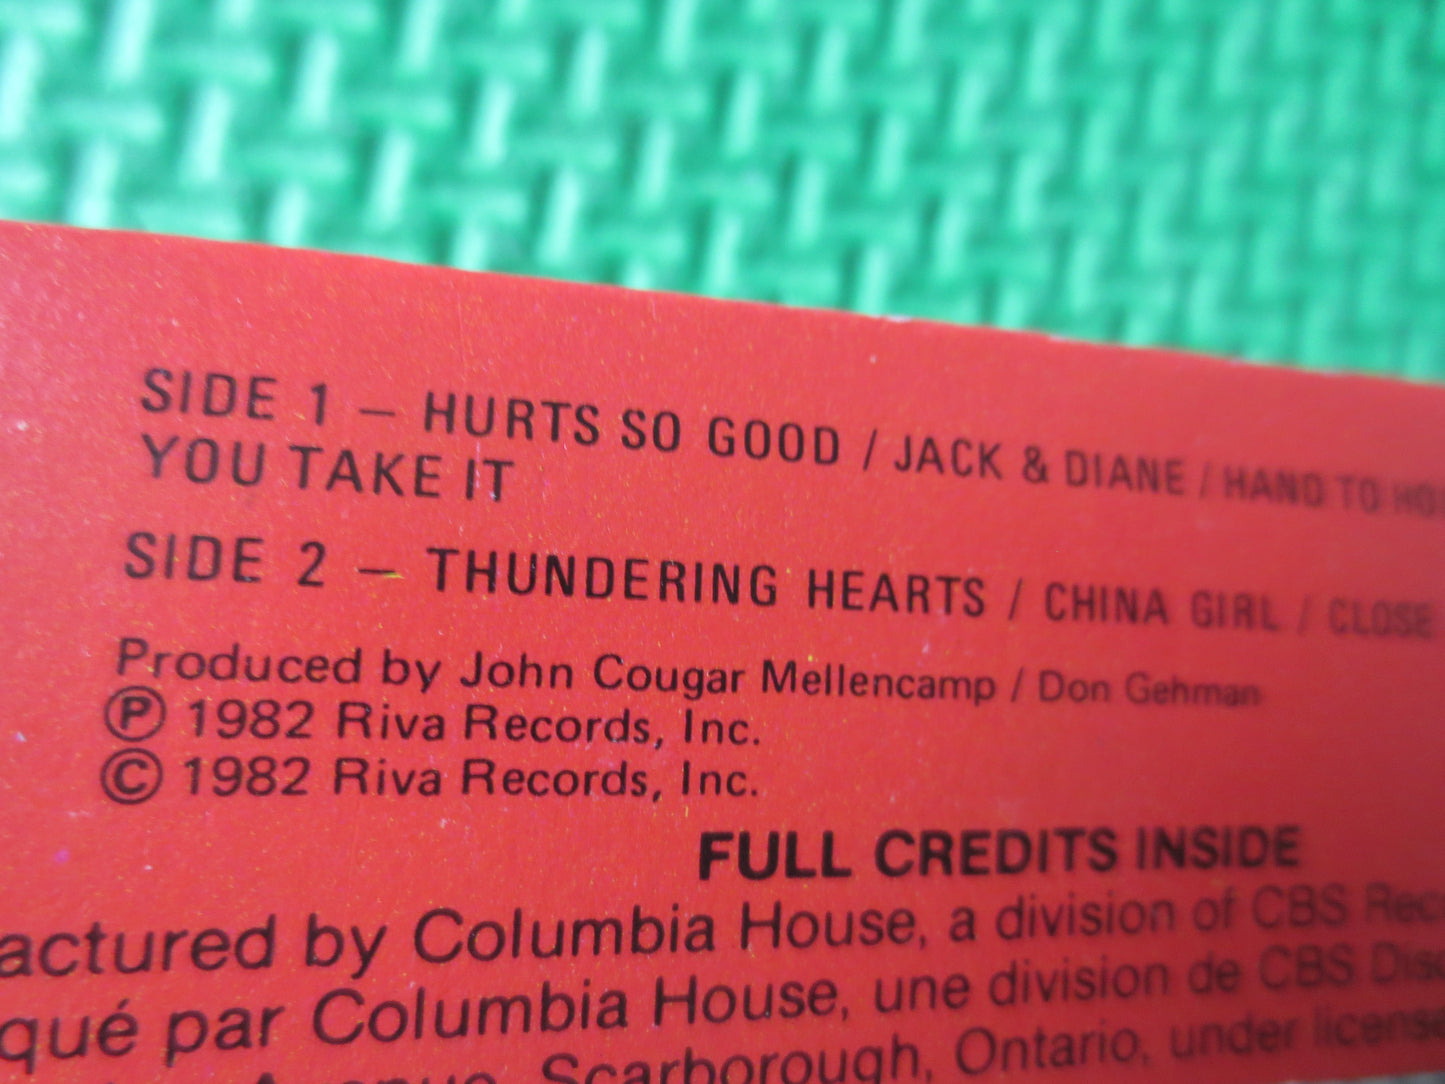 SIDE 1 — HURTS SO GOOD / JACK & DIANE / HAND TO HO
YOU TAKE IT
SIDE 2 — THUNDERING HEARTS / CHINA GIRL / CLOSE
Produced by John Cougar Mellencamp / Don Gehman
Ⓟ 1982 Riva Records, Inc.
© 1982 Riva Records, Inc.
FULL CREDITS INSIDE
actured by Columbia House, a division of CBS Rec
qué par Columbia House, une division de CBS Disc
Avenue, Scarborough, Ontario, under license